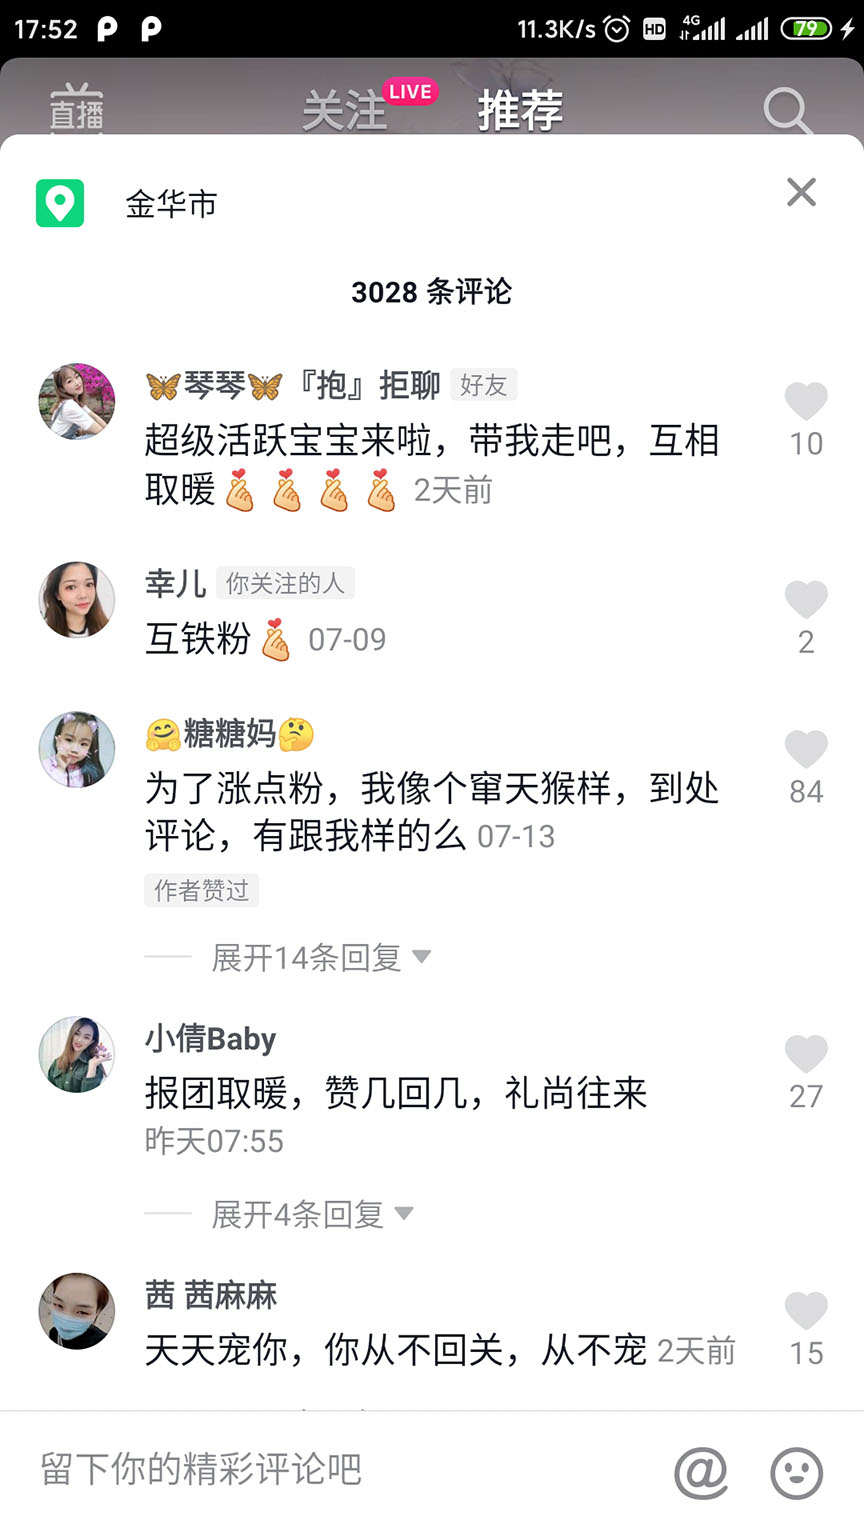 17:52 11.3K/s HD 4G 79
直播 关注 LIVE 推荐
金华市
3028 条评论
🦋琴琴🦋『抱』拒聊 好友
超级活跃宝宝来啦，带我走吧，互相
取暖 2天前
10
幸儿 你关注的人
互铁粉 07-09
2
🤗糖糖妈🤔
为了涨点粉，我像个窜天猴样，到处
评论，有跟我样的么 07-13
84
作者赞过
展开14条回复
小倩Baby
报团取暖，赞几回几，礼尚往来
27
昨天07:55
展开4条回复
茜 茜麻麻
天天宠你，你从不回关，从不宠 2天前
15
留下你的精彩评论吧 @